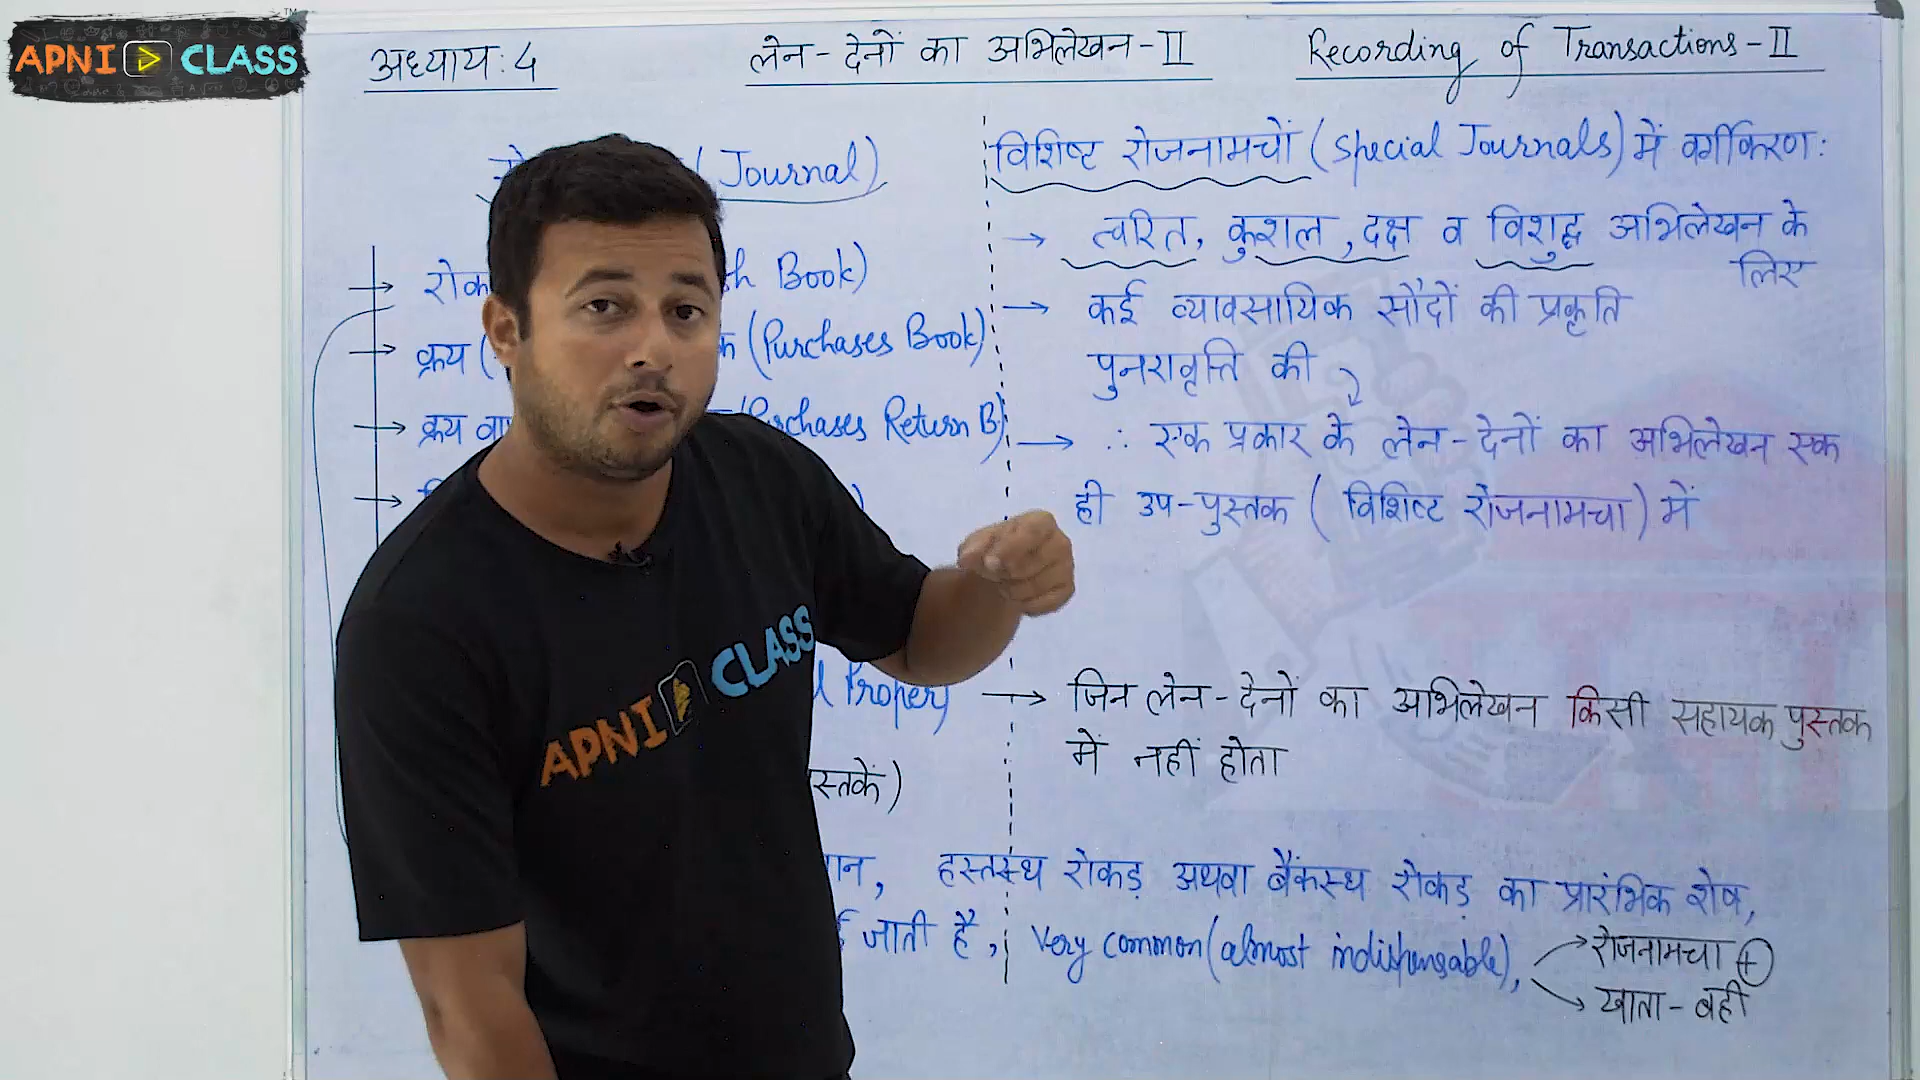 APNI CLASS
TM
अध्याय: 4
लेन-देनों का अभिलेखन-II
Recording of Transactions-II
(Journal)
Book)
क्रय (
(Purchases Book)
क्रय
Purchases Return B)
Proper)
स्तकें)
विशिष्ट रोजनामचों (Special Journals) में वर्गीकरण:
→ त्वरित, कुशल, दक्ष व विशुद्ध अभिलेखन के
लिए
→ कई व्यावसायिक सौदों की प्रकृति
पुनरावृत्ति की
→ ∴ एक प्रकार के लेन-देनों का अभिलेखन एक
ही उप-पुस्तक (विशिष्ट रोजनामचा) में
→ जिन लेन-देनों का अभिलेखन किसी सहायक पुस्तक
में नहीं होता
हस्तस्थ रोकड़ अथवा बैंकस्थ रोकड़ का प्रारंभिक शेष,
जाती है, Very common (almost indispensable),
→ रोजनामचा +
→ खाता-बही
APNI CLASS